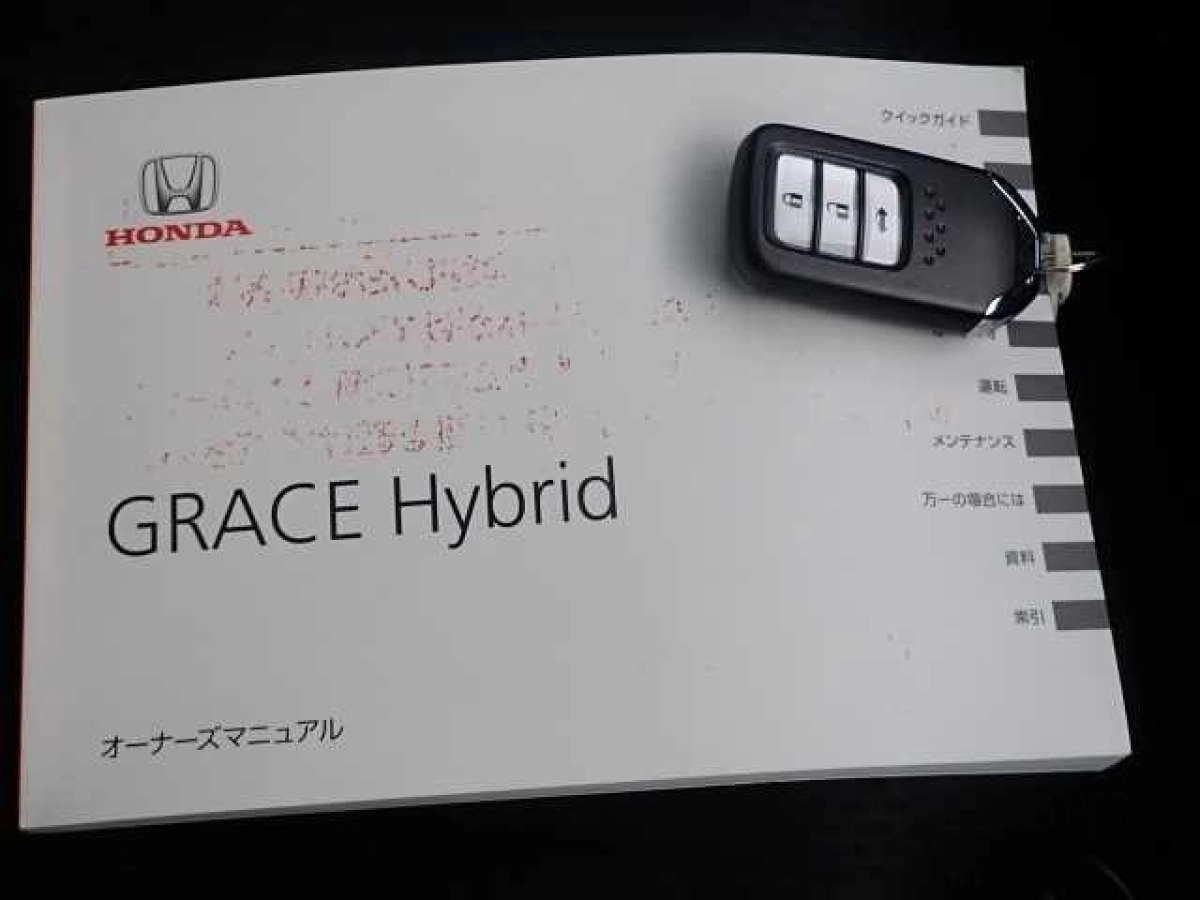 クイックガイド
HONDA
運転
メンテナンス
万一の場合には
資料
索引
GRACE Hybrid
オーナーズマニュアル